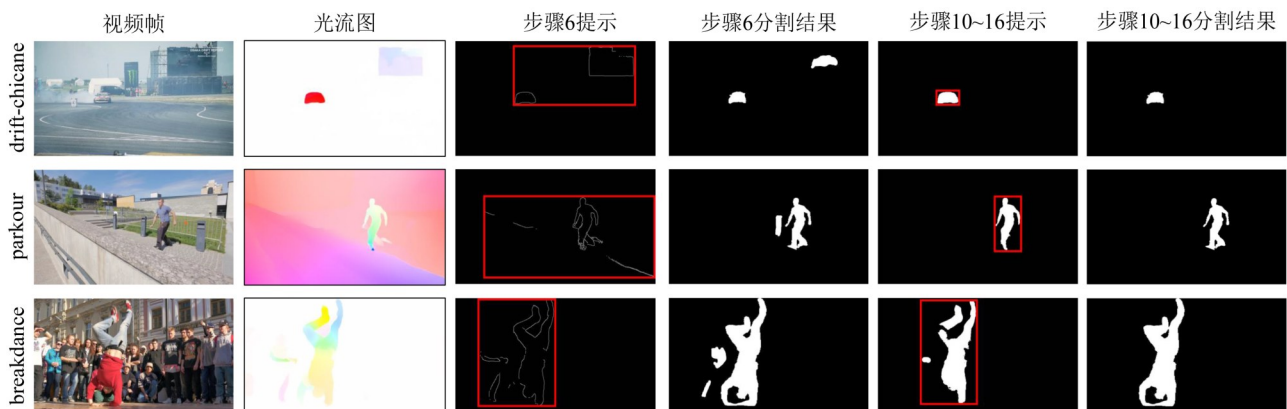 视频帧 光流图 步骤6提示 步骤6分割结果 步骤10~16提示 步骤10~16分割结果
drift-chicane
parkour
breakdance